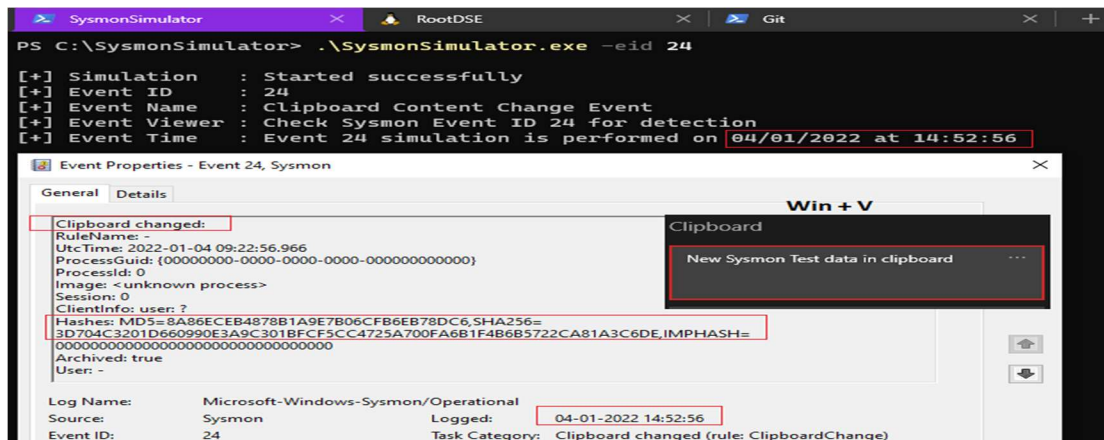 SysmonSimulator RootDSE Git
PS C:\SysmonSimulator> .\SysmonSimulator.exe -eid 24
[+] Simulation : Started successfully
[+] Event ID : 24
[+] Event Name : Clipboard Content Change Event
[+] Event Viewer : Check Sysmon Event ID 24 for detection
[+] Event Time : Event 24 simulation is performed on 04/01/2022 at 14:52:56
Event Properties - Event 24, Sysmon
General Details
Win + V
Clipboard
New Sysmon Test data in clipboard
Clipboard changed:
RuleName: -
UtcTime: 2022-01-04 09:22:56.966
ProcessGuid: {00000000-0000-0000-0000-000000000000}
ProcessId: 0
Image: <unknown process>
Session: 0
ClientInfo: user: ?
Hashes: MD5=8A86ECEB4878B1A9E7B06CFB6EB78DC6,SHA256=
3D704C3201D660990E3A9C301BFCF5CC4725A700FA6B1F4B6B5722CA81A3C6DE,IMPHASH=
00000000000000000000000000000000
Archived: true
User: -
Log Name: Microsoft-Windows-Sysmon/Operational
Source: Sysmon Logged: 04-01-2022 14:52:56
Event ID: 24 Task Category: Clipboard changed (rule: ClipboardChange)